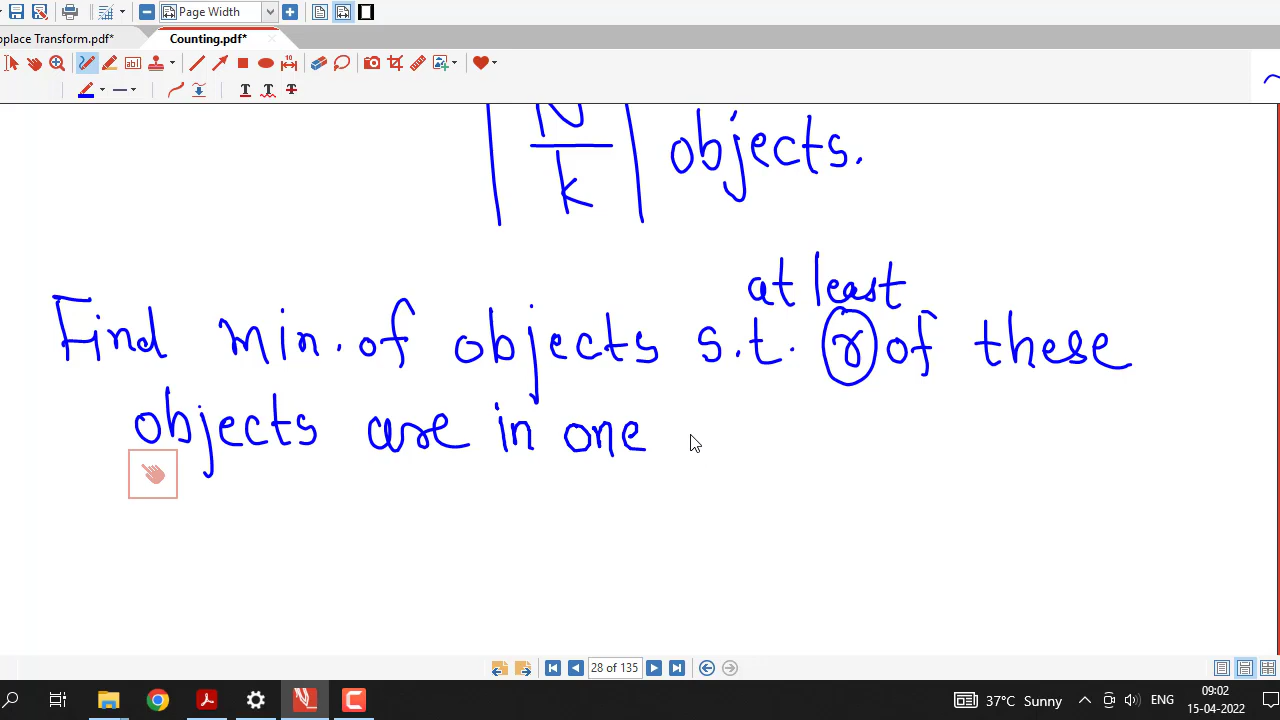 Page Width
place Transform.pdf*
Counting.pdf*
10
N
k
objects.
at least
Find min. of objects s.t. r of these
objects are in one
28 of 135
37°C Sunny
ENG
09:02
15-04-2022